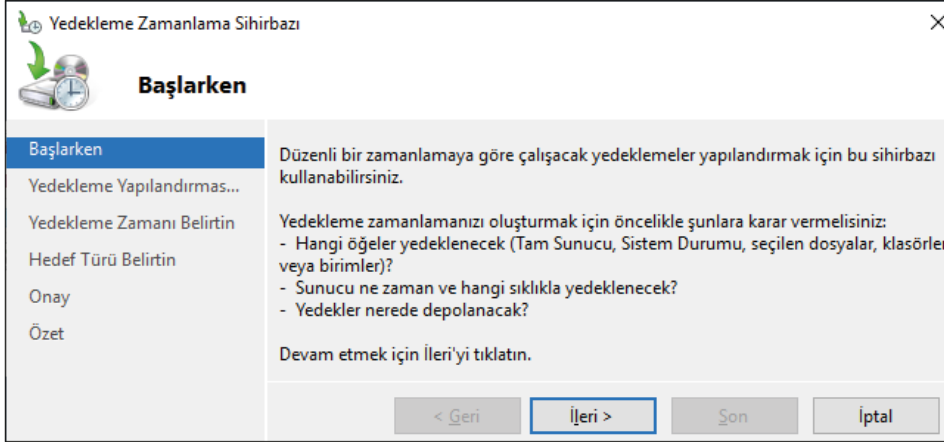 Yedekleme Zamanlama Sihirbazı
Başlarken
Başlarken
Yedekleme Yapılandırmas...
Yedekleme Zamanı Belirtin
Hedef Türü Belirtin
Onay
Özet
Düzenli bir zamanlamaya göre çalışacak yedeklemeler yapılandırmak için bu sihirbazı
kullanabilirsiniz.
Yedekleme zamanlamanızı oluşturmak için öncelikle şunlara karar vermelisiniz:
- Hangi öğeler yedeklenecek (Tam Sunucu, Sistem Durumu, seçilen dosyalar, klasörler
veya birimler)?
- Sunucu ne zaman ve hangi sıklıkla yedeklenecek?
- Yedekler nerede depolanacak?
Devam etmek için İleri'yi tıklatın.
< Geri
İleri >
Son
İptal